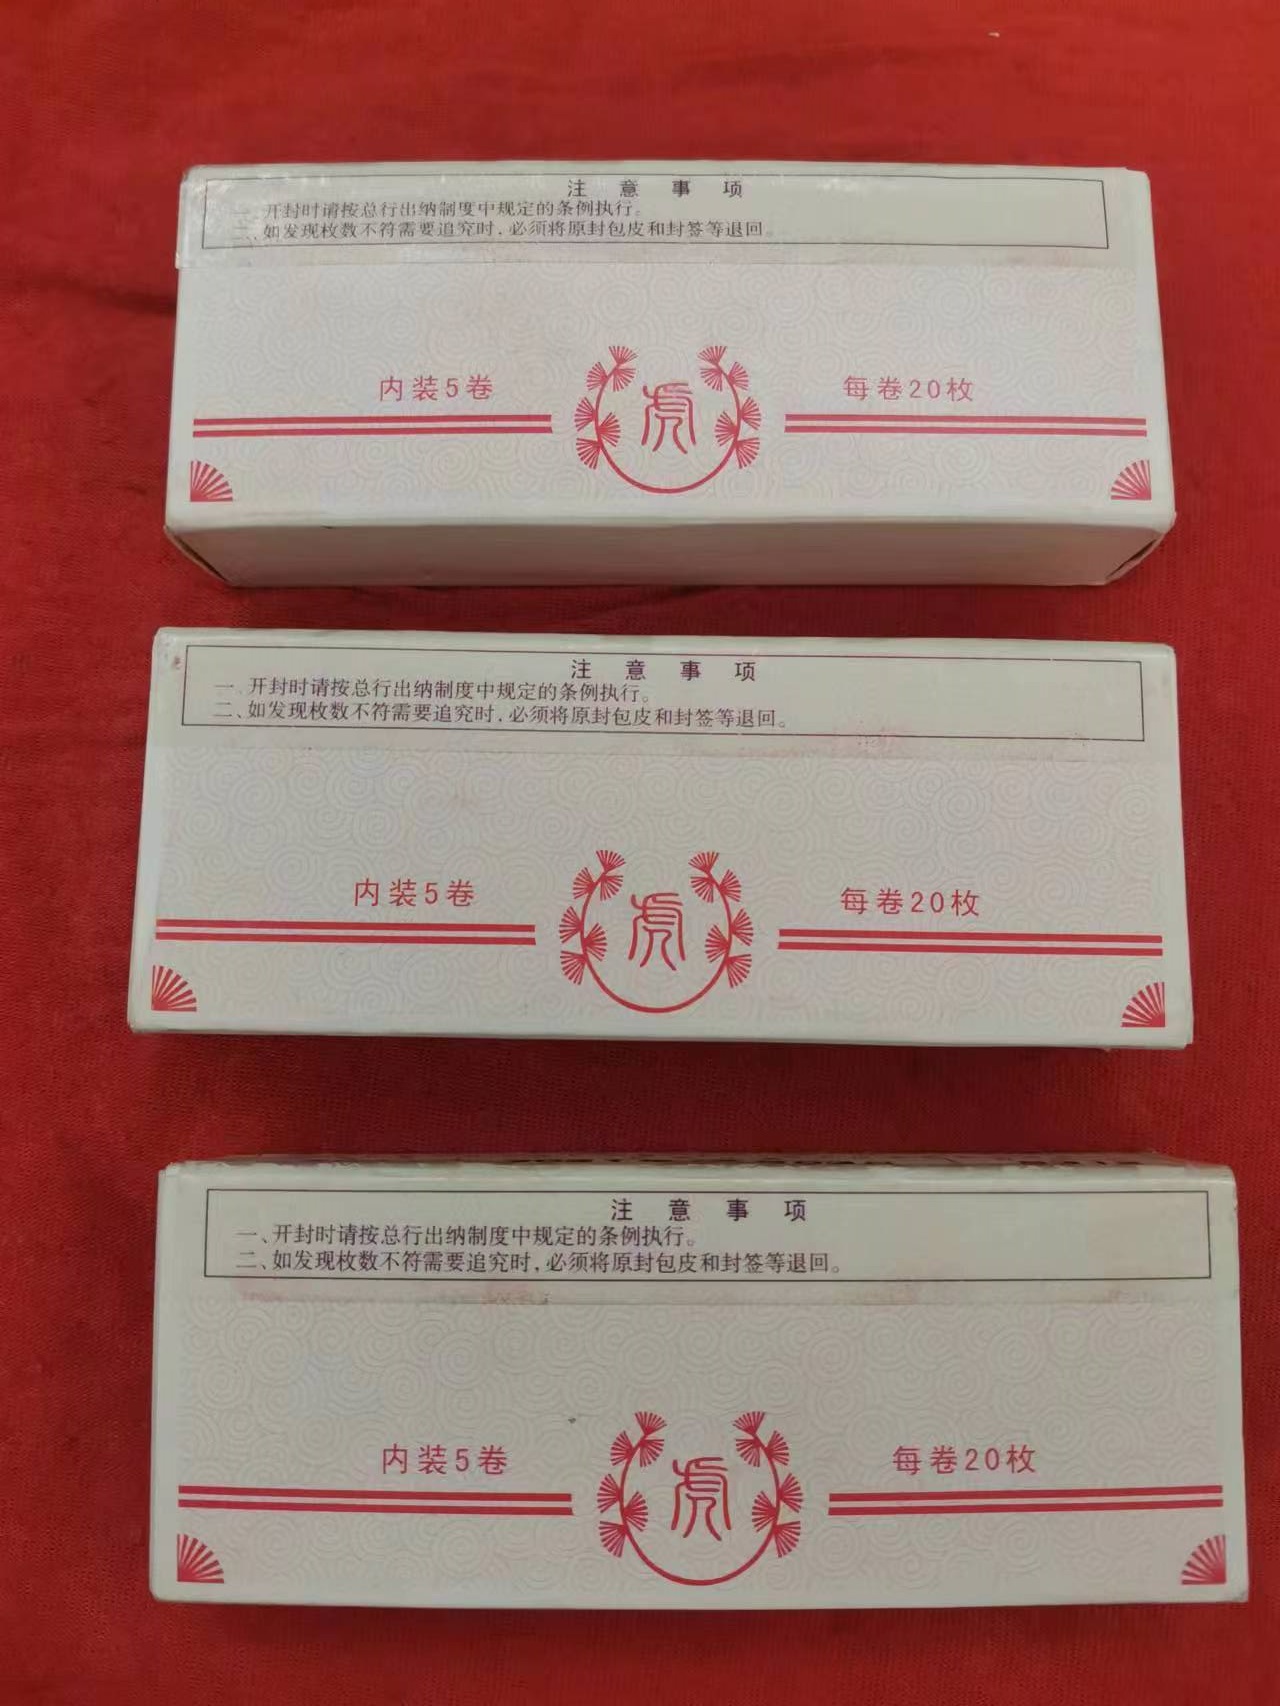 注意事项
一、开封时请按总行出纳制度中规定的条例执行。
二、如发现枚数不符需要追究时，必须将原封包皮和封签等退回。
内装5卷
每卷20枚
虎
注意事项
一、开封时请按总行出纳制度中规定的条例执行。
二、如发现枚数不符需要追究时，必须将原封包皮和封签等退回。
内装5卷
每卷20枚
虎
注意事项
一、开封时请按总行出纳制度中规定的条例执行。
二、如发现枚数不符需要追究时，必须将原封包皮和封签等退回。
内装5卷
每卷20枚
虎